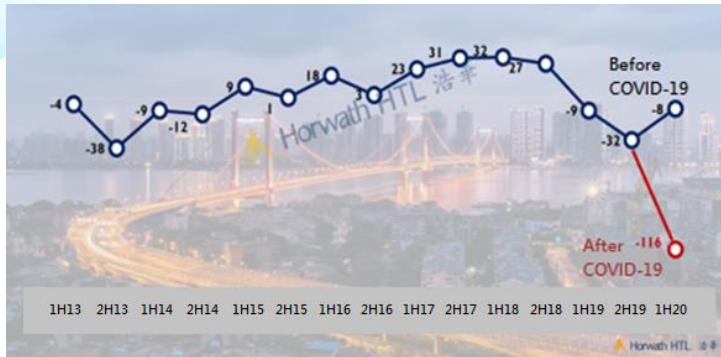 -4
-38
-9
-12
9
1
18
3
23
31
32
27
-9
-32
-8
Before
COVID-19
-116
After
COVID-19
Horwath HTL 浩华
1H13 2H13 1H14 2H14 1H15 2H15 1H16 2H16 1H17 2H17 1H18 2H18 1H19 2H19 1H20
Horwath HTL 浩华